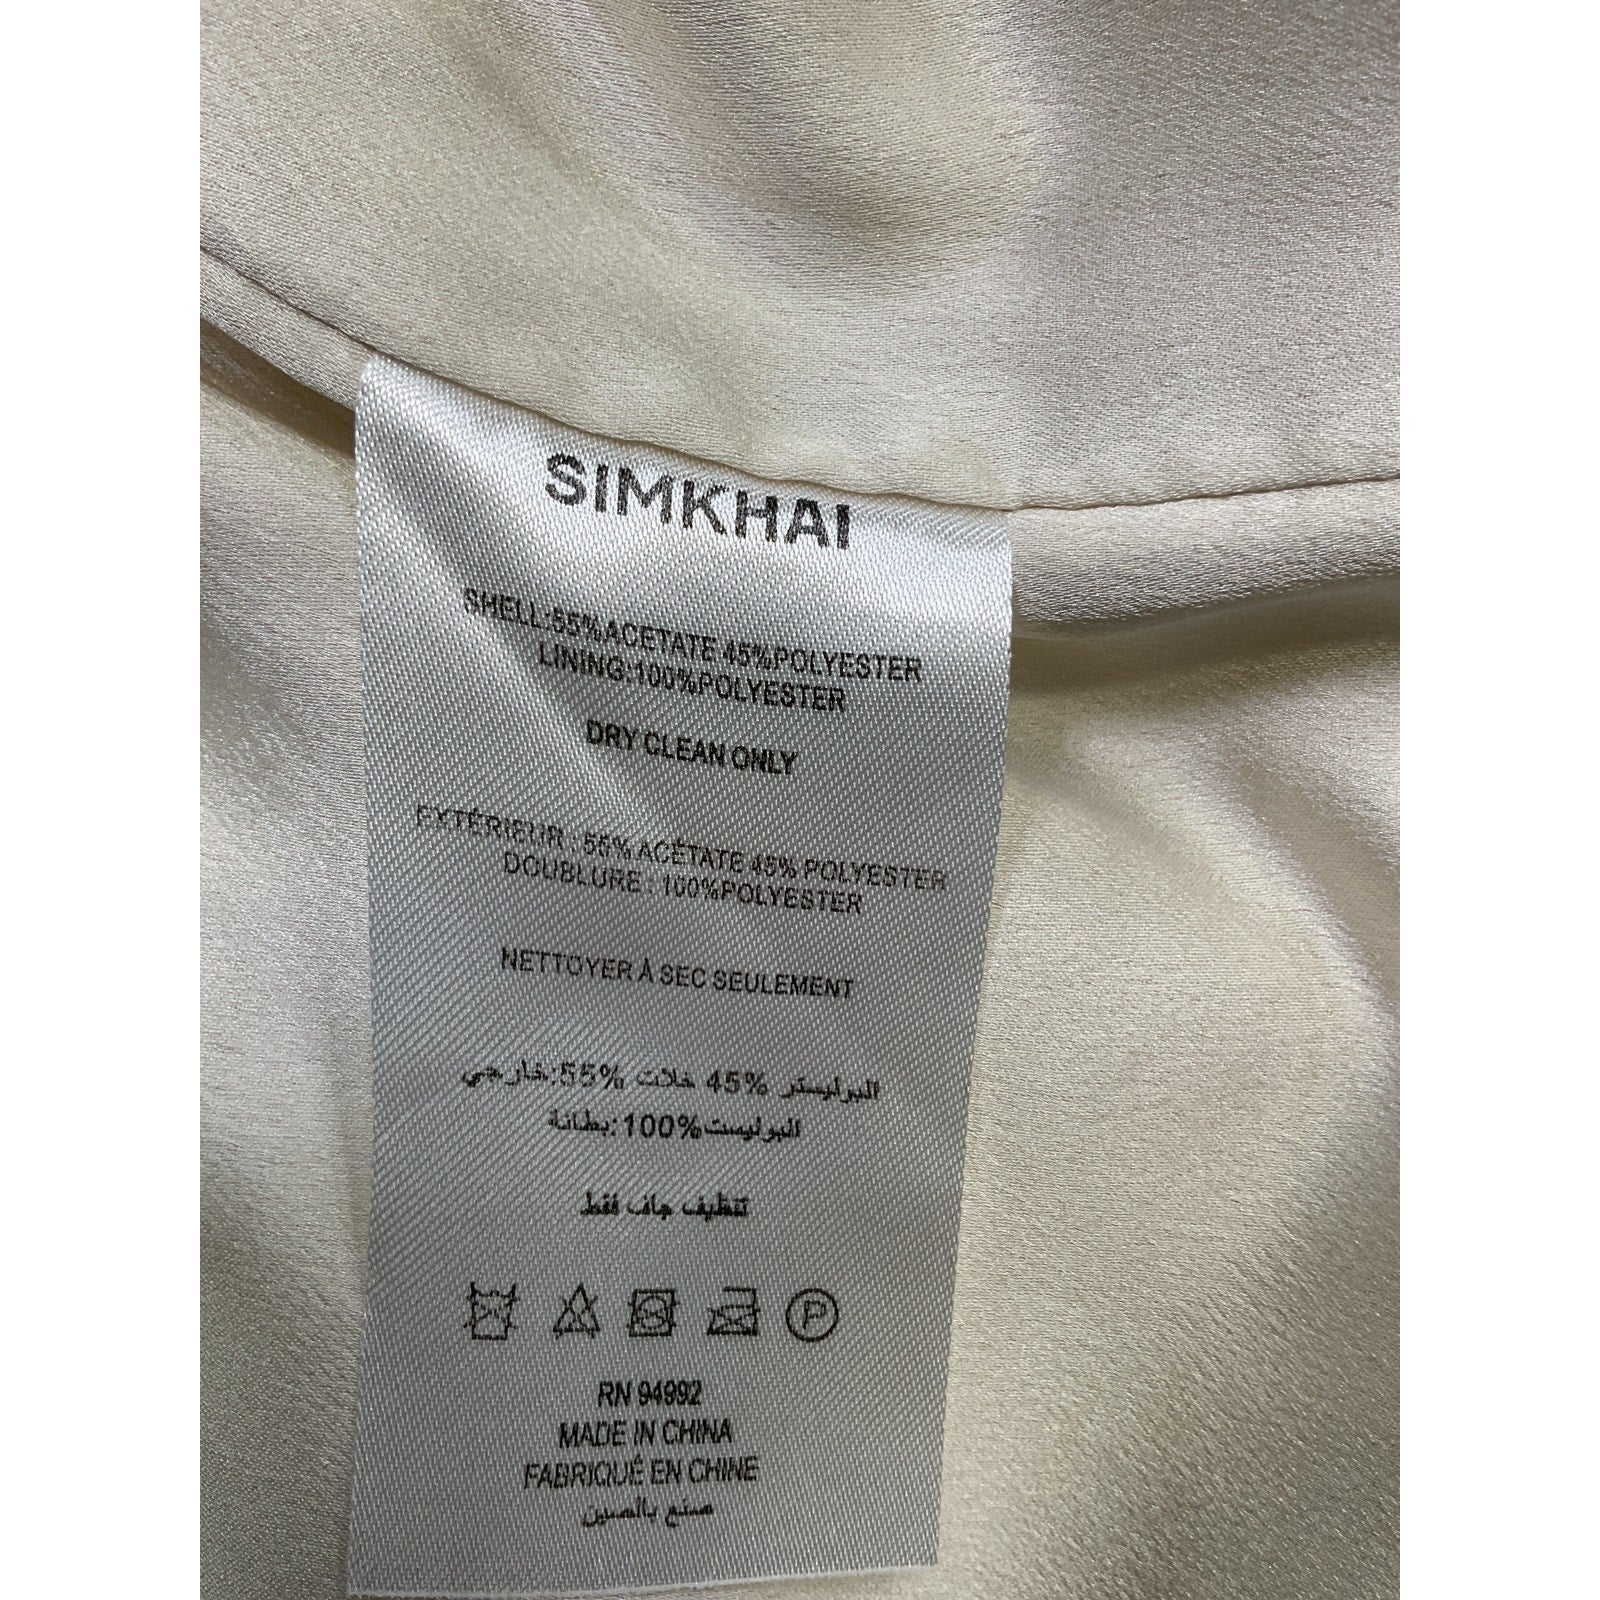 SIMKHAI
SHELL:55%ACETATE 45%POLYESTER
LINING:100%POLYESTER
DRY CLEAN ONLY
EXTÉRIEUR : 55% ACÉTATE 45% POLYESTER
DOUBLURE : 100%POLYESTER
NETTOYER À SEC SEULEMENT
البوليستر %45 خلات %55:خارجي
البوليست%100:بطانة
تنظيف جاف فقط
P
RN 94992
MADE IN CHINA
FABRIQUÉ EN CHINE
صنع بالصين